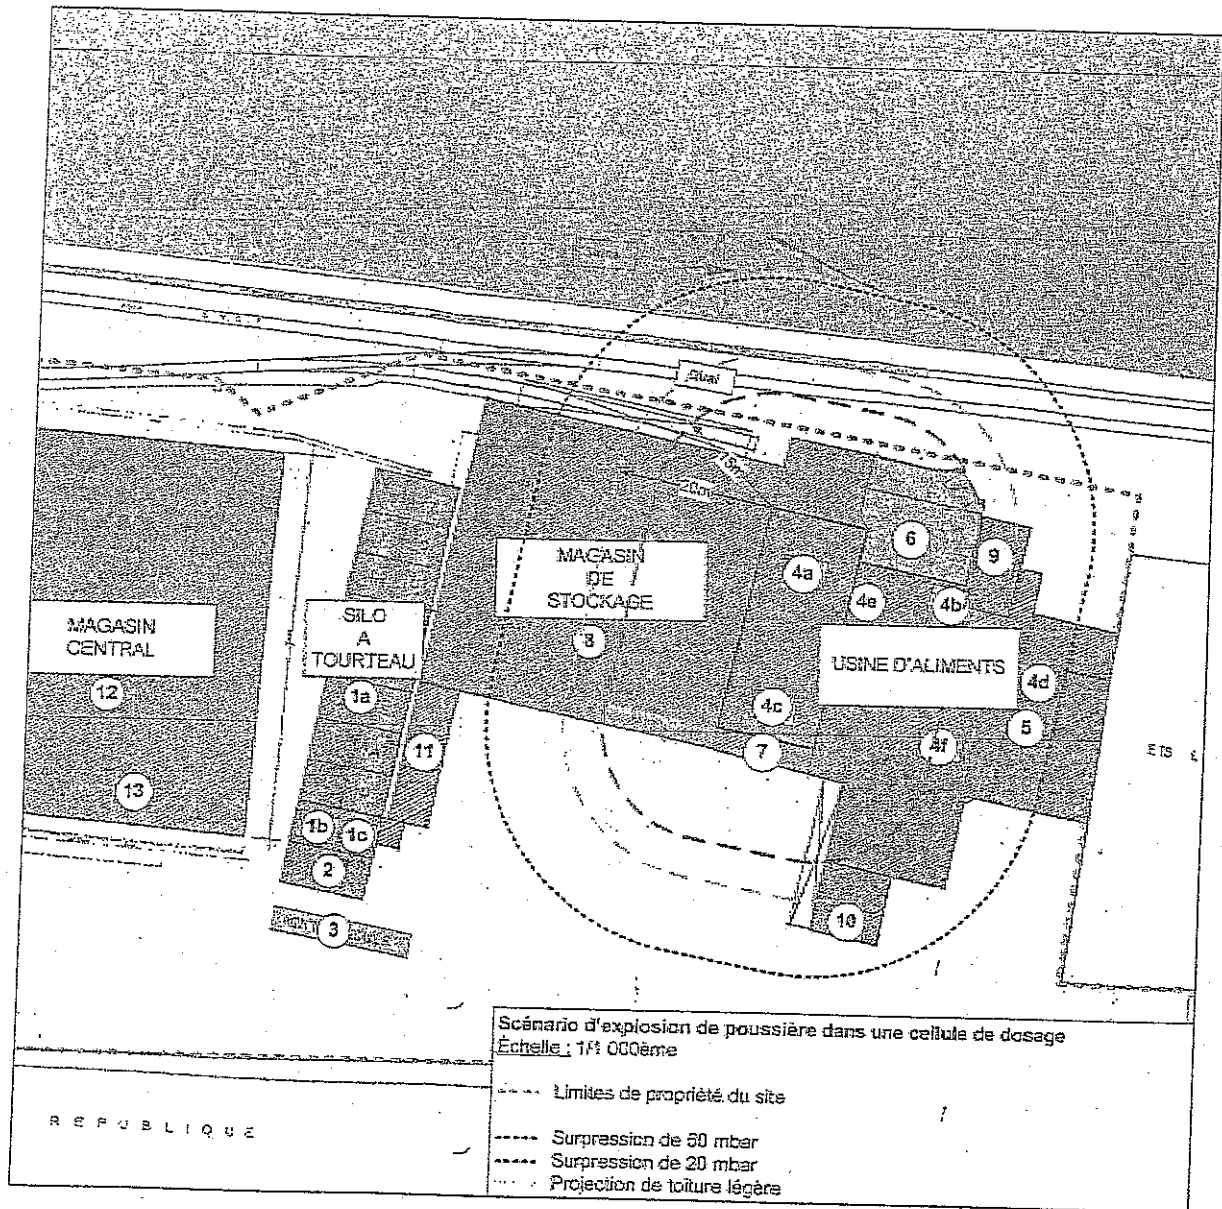 Quai
15m
20m
6
9
MAGASIN
DE
STOCKAGE
4a
4e
4b
SILO
A
TOURTEAU
MAGASIN
CENTRAL
8
USINE D'ALIMENTS
12
1a
4d
4c
5
11
7
4f
ETS
13
1b
1c
2
10
3
Scénario d'explosion de poussière dans une cellule de dosage
Échelle : 1/1 000ème
Limites de propriété du site
REPUBLIQUE
Surpression de 50 mbar
Surpression de 20 mbar
Projection de toiture légère